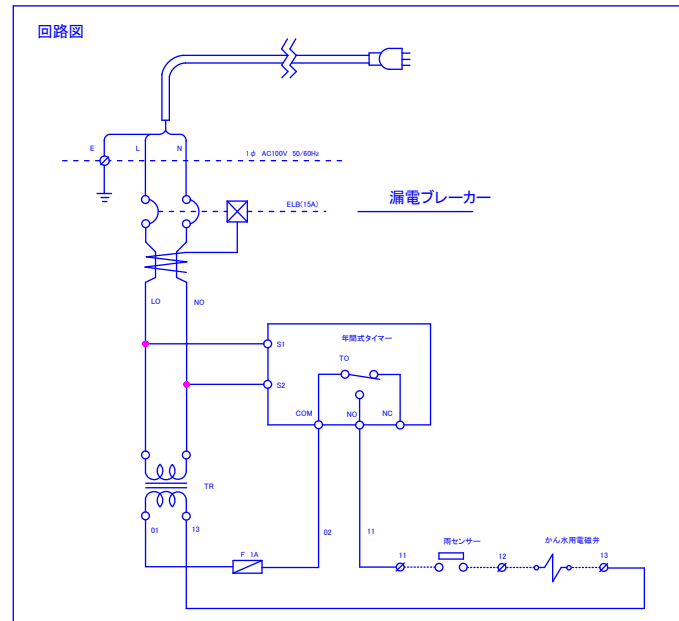 回路図
E
L
N
1φ AC100V 50/60Hz
ELB(15A)
漏電ブレーカー
LO
NO
年間式タイマー
S1
TO
S2
COM
NO
NC
TR
01
13
02
11
F 1A
11
雨センサー
12
かん水用電磁弁
13